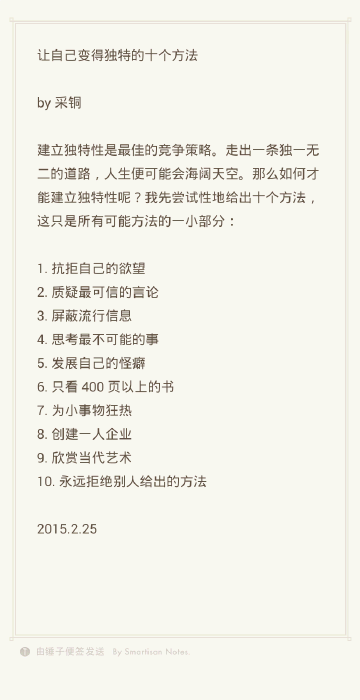 让自己变得独特的十个方法
by 采铜
建立独特性是最佳的竞争策略。走出一条独一无
二的道路，人生便可能会海阔天空。那么如何才
能建立独特性呢？我先尝试性地给出十个方法，
这只是所有可能方法的一小部分：
1. 抗拒自己的欲望
2. 质疑最可信的言论
3. 屏蔽流行信息
4. 思考最不可能的事
5. 发展自己的怪癖
6. 只看 400 页以上的书
7. 为小事物狂热
8. 创建一人企业
9. 欣赏当代艺术
10. 永远拒绝别人给出的方法
2015.2.25
由锤子便签发送 By Smartisan Notes.